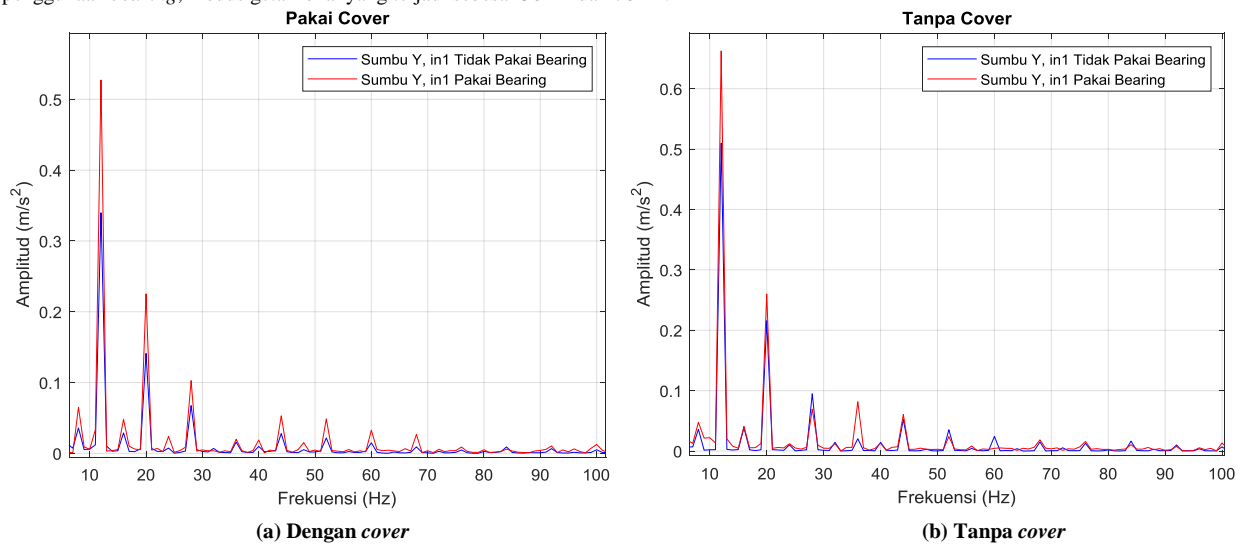 Pakai Cover
Sumbu Y, in1 Tidak Pakai Bearing
Sumbu Y, in1 Pakai Bearing
0.5
0.4
0.3
0.2
0.1
0
Amplitud (m/s²)
10 20 30 40 50 60 70 80 90 100
Frekuensi (Hz)
(a) Dengan cover
Tanpa Cover
Sumbu Y, in1 Tidak Pakai Bearing
Sumbu Y, in1 Pakai Bearing
0.6
0.5
0.4
0.3
0.2
0.1
0
Amplitud (m/s²)
10 20 30 40 50 60 70 80 90 100
Frekuensi (Hz)
(b) Tanpa cover